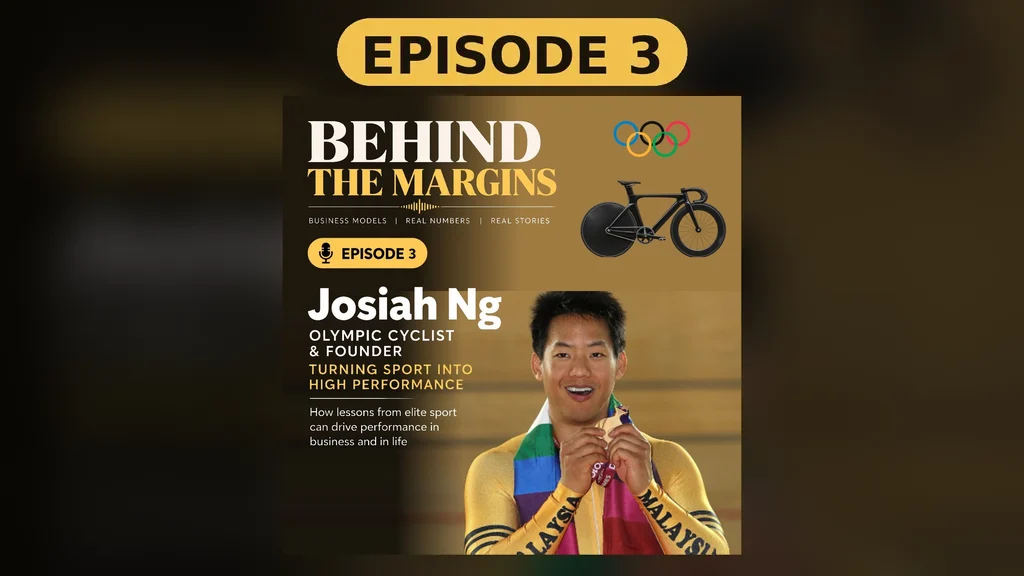 EPISODE 3
BEHIND
THE MARGINS
BUSINESS MODELS | REAL NUMBERS | REAL STORIES
EPISODE 3
Josiah Ng
OLYMPIC CYCLIST
& FOUNDER
TURNING SPORT INTO
HIGH PERFORMANCE
How lessons from elite sport
can drive performance in
business and in life
MALAYSIA